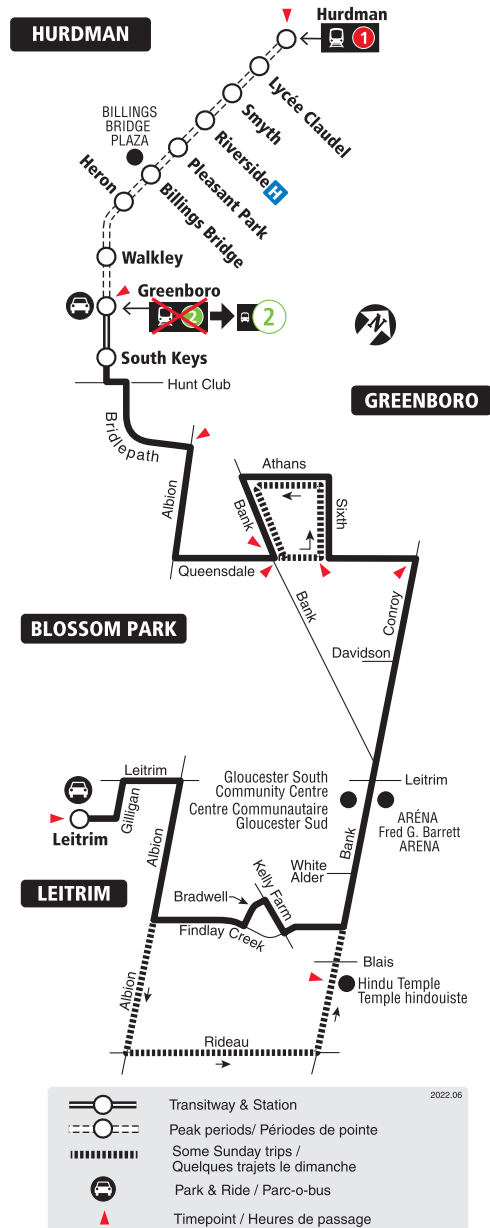 HURDMAN
Hurdman
1
Lycée Claudel
Smyth
Riverside H
Pleasant Park
Billings Bridge
BILLINGS
BRIDGE
PLAZA
Heron
Walkley
Greenboro
2
2
South Keys
N
Hunt Club
GREENBORO
Bridlepath
Athans
Albion
Bank
Sixth
Queensdale
Bank
Conroy
BLOSSOM PARK
Davidson
Leitrim
Gilligan
Leitrim
Albion
Gloucester South
Community Centre
Centre Communautaire
Gloucester Sud
Leitrim
ARÉNA
Fred G. Barrett
ARENA
Bank
White
Alder
LEITRIM
Bradwell
Kelly Farm
Findlay Creek
Albion
Blais
Hindu Temple
Temple hindouiste
Rideau
2022.06
Transitway & Station
Peak periods/ Périodes de pointe
Some Sunday trips /
Quelques trajets le dimanche
Park & Ride / Parc-o-bus
Timepoint / Heures de passage